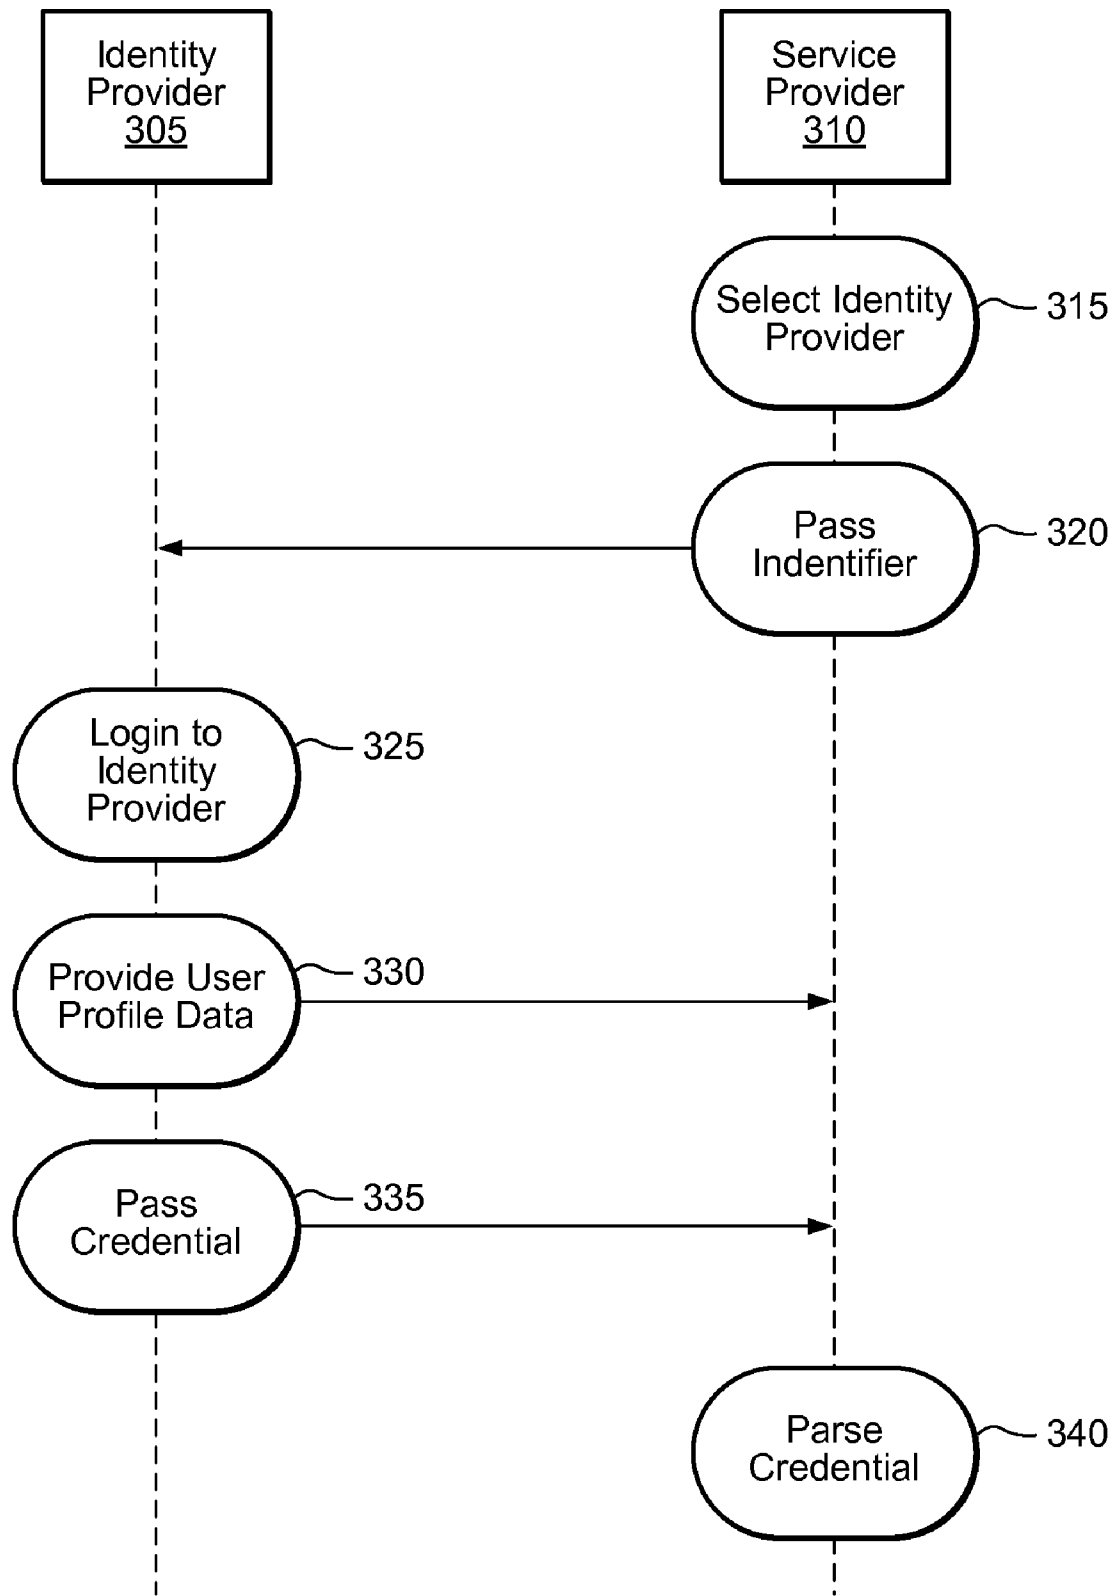 Identity
Provider
305
Service
Provider
310
Select Identity
Provider
315
Pass
Indentifier
320
Login to
Identity
Provider
325
Provide User
Profile Data
330
Pass
Credential
335
Parse
Credential
340